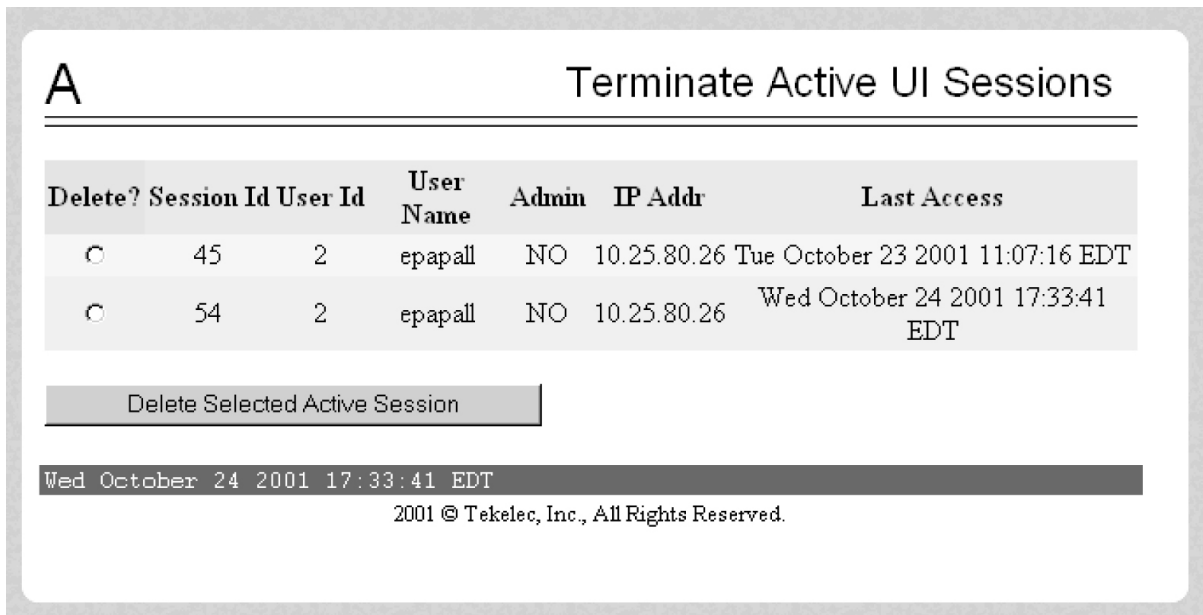 A Terminate Active UI Sessions
Delete? Session Id User Id User Name Admin IP Addr Last Access
45 2 epapall NO 10.25.80.26 Tue October 23 2001 11:07:16 EDT
54 2 epapall NO 10.25.80.26 Wed October 24 2001 17:33:41 EDT
Delete Selected Active Session
Wed October 24 2001 17:33:41 EDT
2001 © Tekelec, Inc., All Rights Reserved.